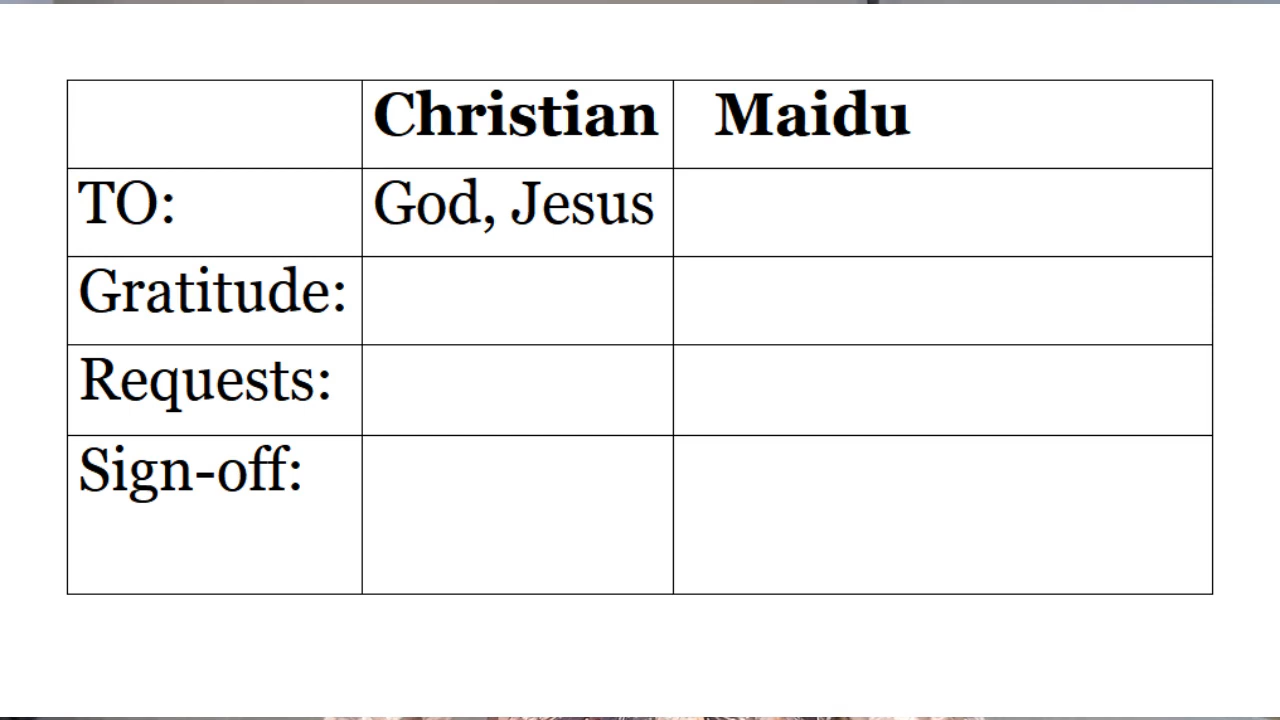 Christian Maidu
TO: God, Jesus
Gratitude:
Requests:
Sign-off: